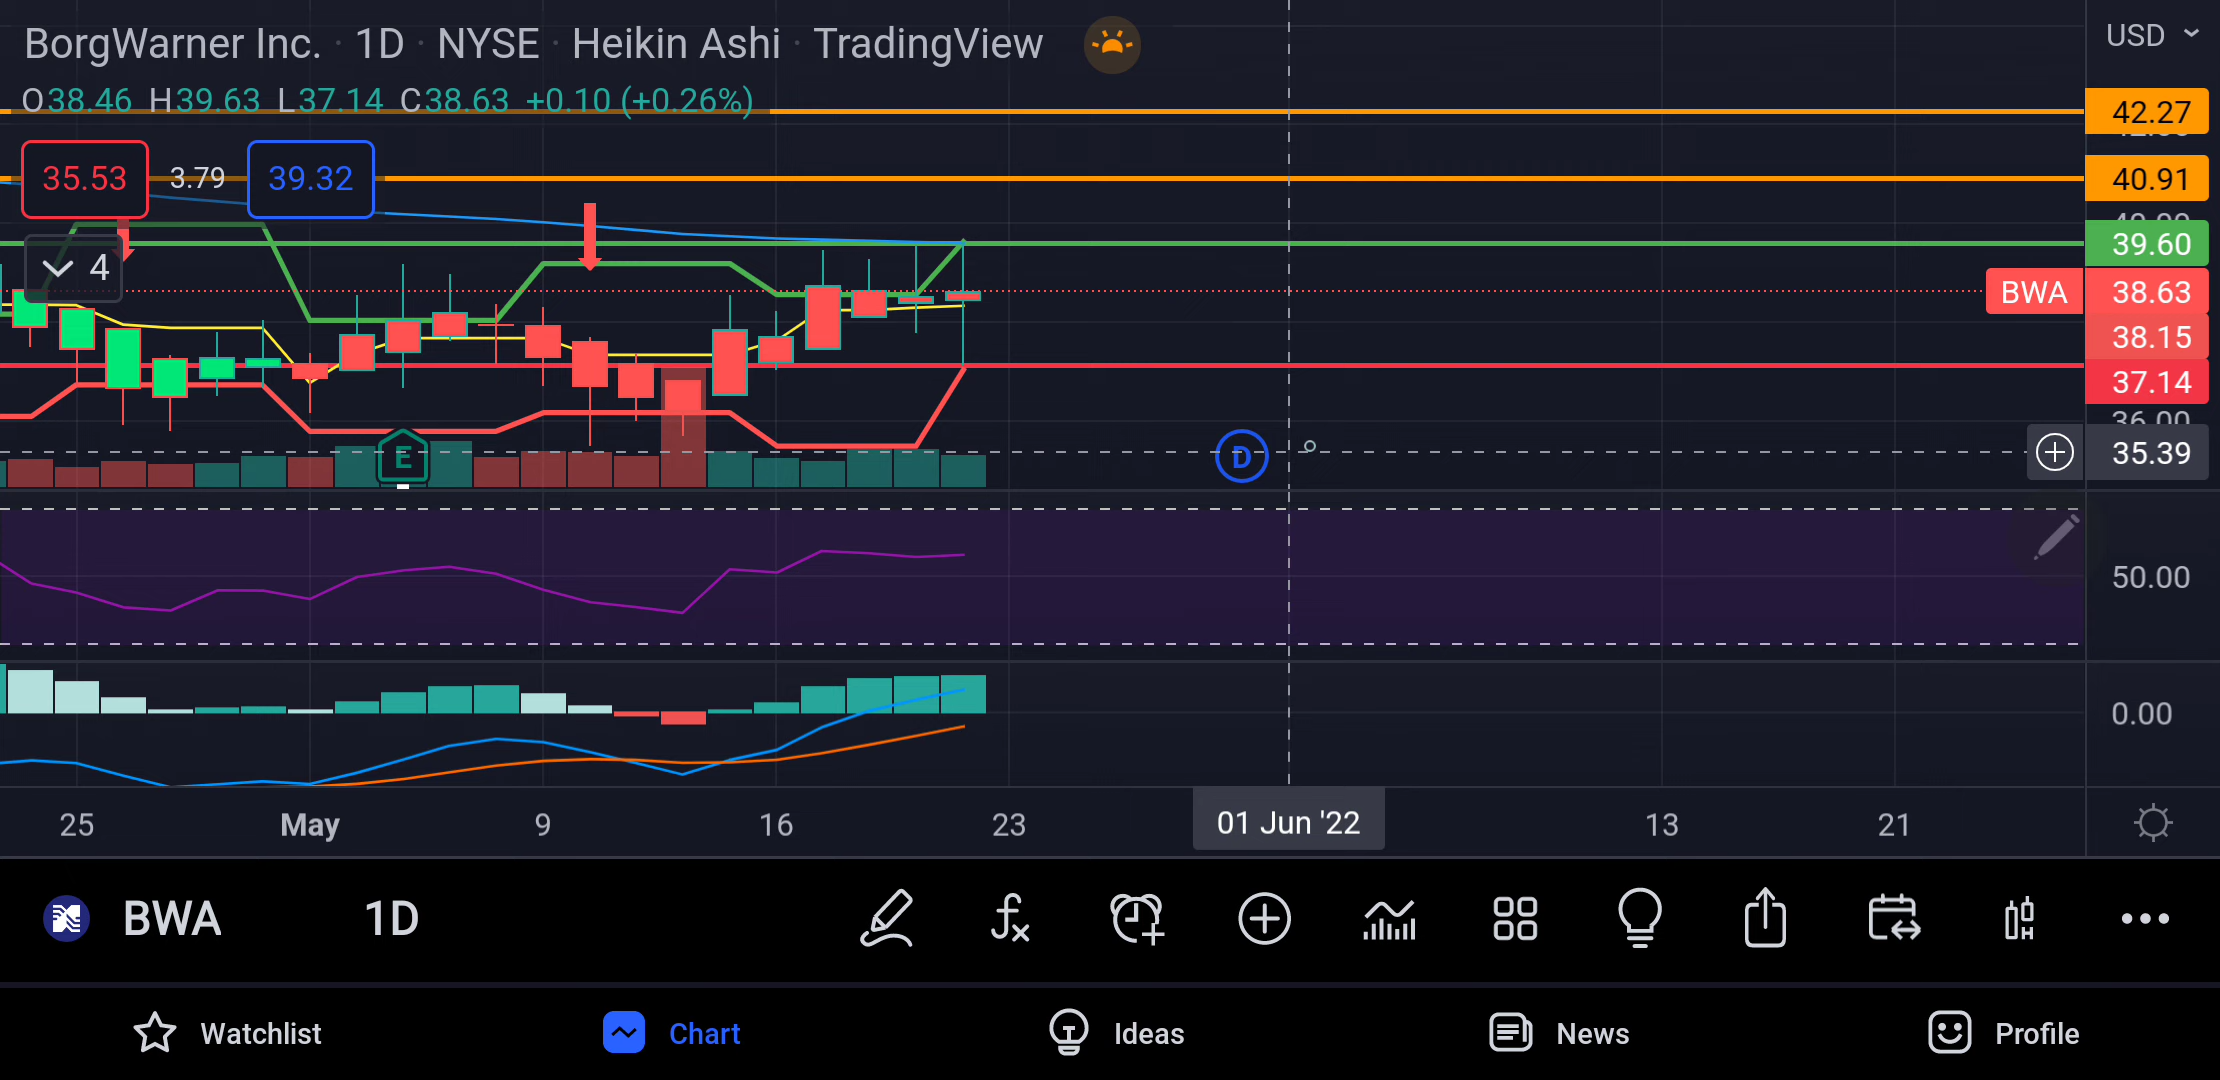 BorgWarner Inc. · 1D · NYSE · Heikin Ashi · TradingView
USD
O38.46 H39.63 L37.14 C38.63 +0.10 (+0.26%)
42.27
35.53 3.79 39.32
40.91
39.60
4
BWA 38.63
38.15
37.14
36.00
E
D
35.39
50.00
0.00
25 May 9 16 23 01 Jun '22 13 21
BWA 1D
Watchlist Chart Ideas News Profile